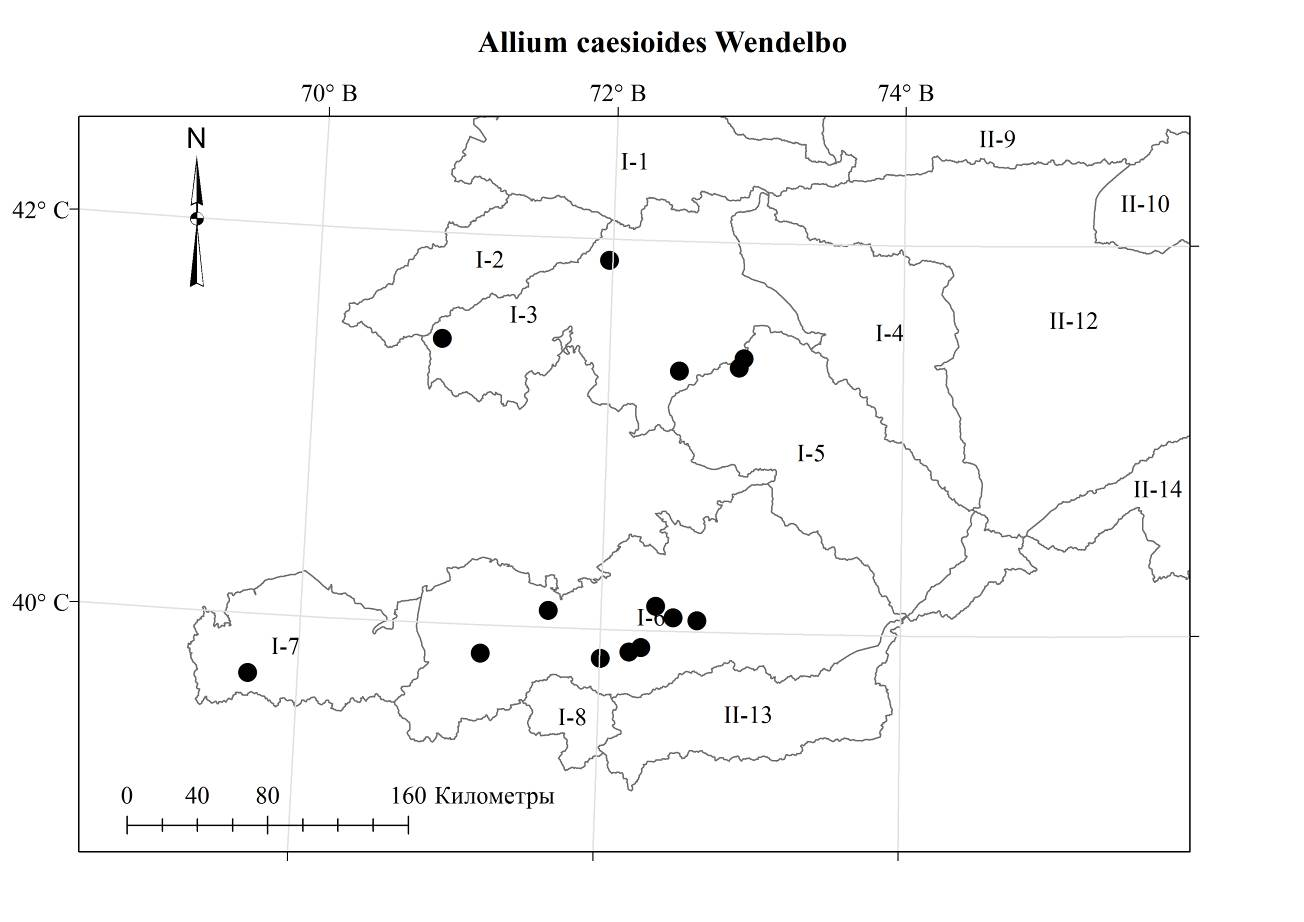 Allium caesioides Wendelbo
70° В
72° В
74° В
N
II-9
I-1
II-10
42° С
I-2
I-3
II-12
I-4
I-5
II-14
40° С
I-6
I-7
I-8
II-13
0 40 80 160 Километры